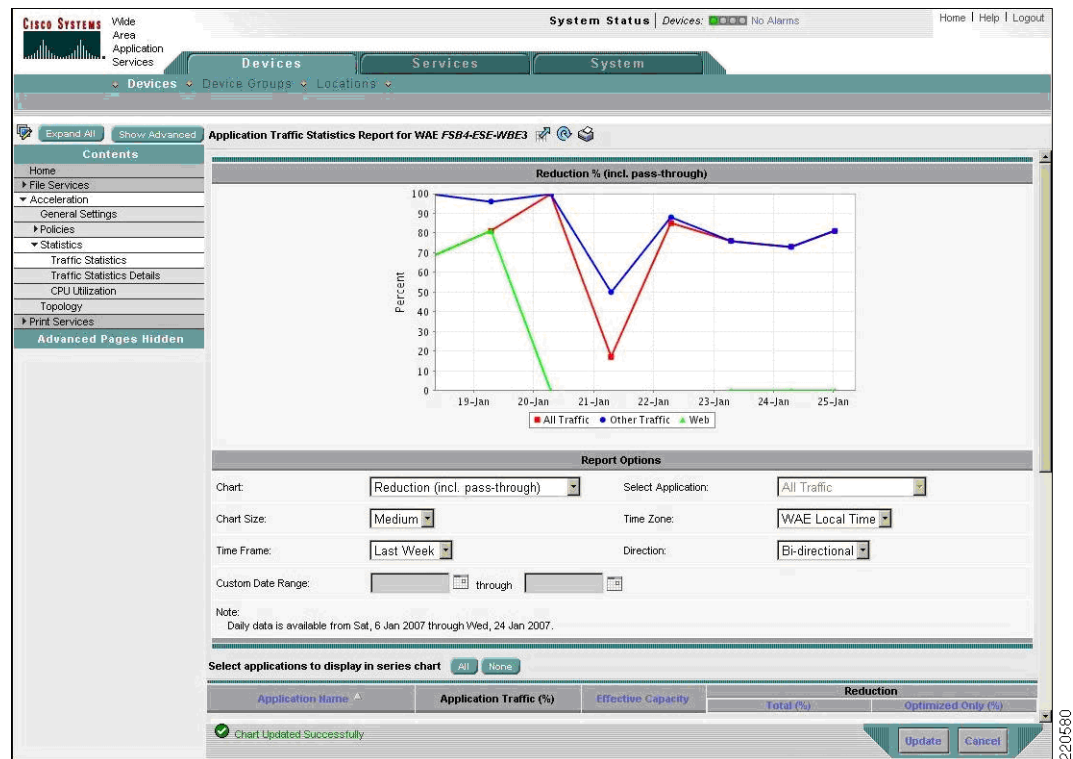 CISCO SYSTEMS
Wide
Area
Application
Services
System Status | Devices: No Alarms
Home | Help | Logout
Devices Services System
Devices Device Groups Locations
Expand All Show Advanced
Application Traffic Statistics Report for WAE FSB4-ESE-WBE3
Contents
Home
File Services
Acceleration
General Settings
Policies
Statistics
Traffic Statistics
Traffic Statistics Details
CPU Utilization
Topology
Print Services
Advanced Pages Hidden
Reduction % (incl. pass-through)
Percent
100
90
80
70
60
50
40
30
20
10
0
19-Jan 20-Jan 21-Jan 22-Jan 23-Jan 24-Jan 25-Jan
All Traffic Other Traffic Web
Report Options
Chart: Reduction (incl. pass-through) Select Application: All Traffic
Chart Size: Medium Time Zone: WAE Local Time
Time Frame: Last Week Direction: Bi-directional
Custom Date Range: through
Note:
Daily data is available from Sat, 6 Jan 2007 through Wed, 24 Jan 2007.
Select applications to display in series chart All None
Application Name Application Traffic (%) Effective Capacity Reduction
Total (%) Optimized Only (%)
Chart Updated Successfully
Update Cancel
220580